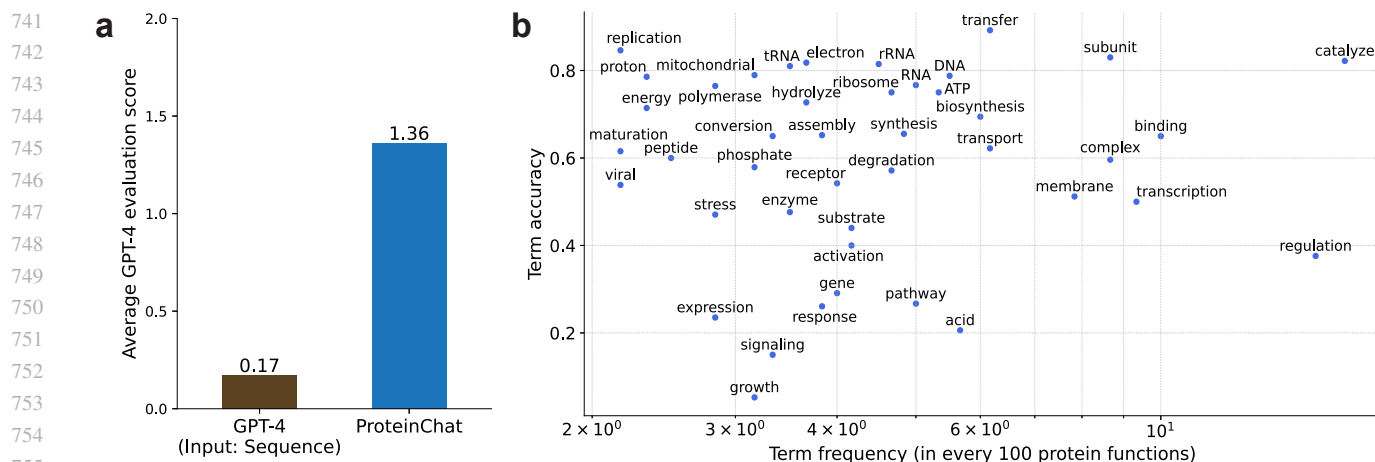 741
742
743
744
745
746
747
748
749
750
751
752
753
754
a
2.0
1.5
1.0
0.5
0.0
Average GPT-4 evaluation score
0.17
1.36
GPT-4
(Input: Sequence)
ProteinChat
b
0.8
0.6
0.4
0.2
Term accuracy
transfer
replication
tRNA
electron
rRNA
subunit
catalyze
proton
mitochondrial
DNA
RNA
energy
polymerase
hydrolyze
ribosome
ATP
biosynthesis
maturation
conversion
assembly
synthesis
transport
binding
peptide
phosphate
degradation
complex
viral
receptor
membrane
transcription
stress
enzyme
substrate
activation
regulation
gene
pathway
expression
response
acid
signaling
growth
2 × 10⁰
3 × 10⁰
4 × 10⁰
6 × 10⁰
10¹
Term frequency (in every 100 protein functions)